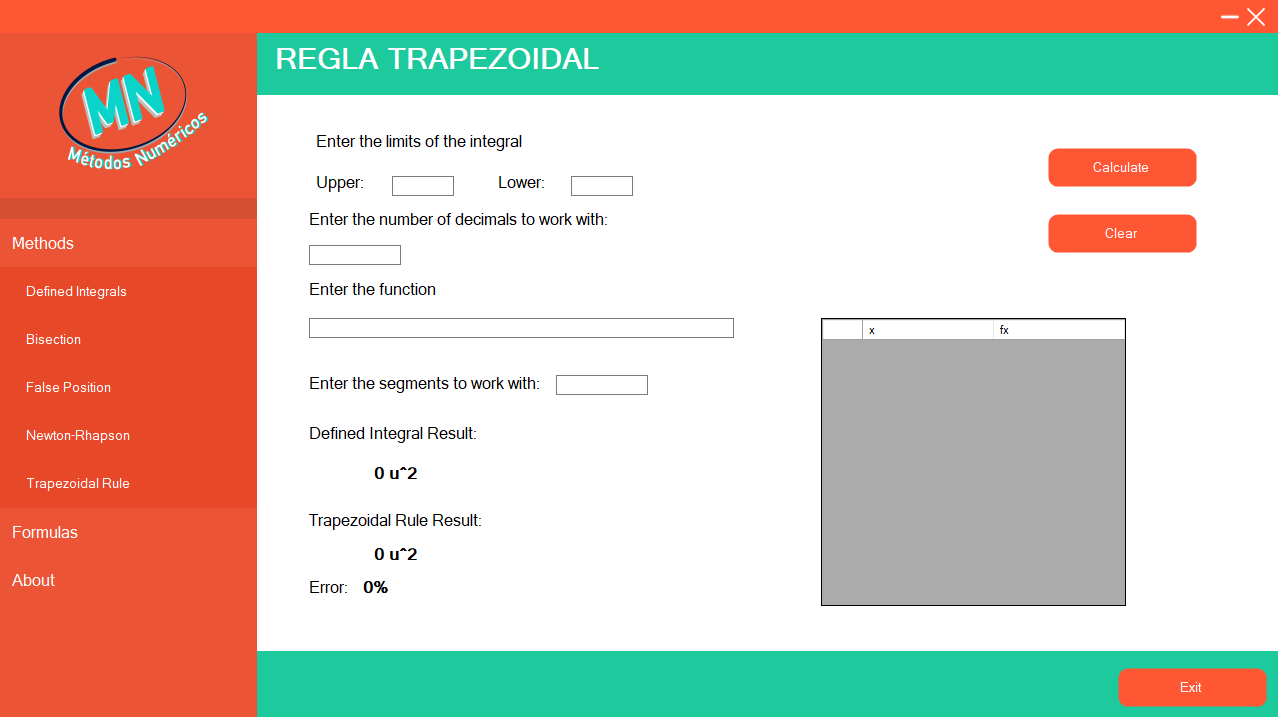 REGLA TRAPEZOIDAL
MN
Métodos Numéricos
Methods
Defined Integrals
Bisection
False Position
Newton-Rhapson
Trapezoidal Rule
Formulas
About
Enter the limits of the integral
Upper: Lower:
Enter the number of decimals to work with:
Enter the function
Enter the segments to work with:
Defined Integral Result:
0 u^2
Trapezoidal Rule Result:
0 u^2
Error: 0%
Calculate
Clear
x fx
Exit